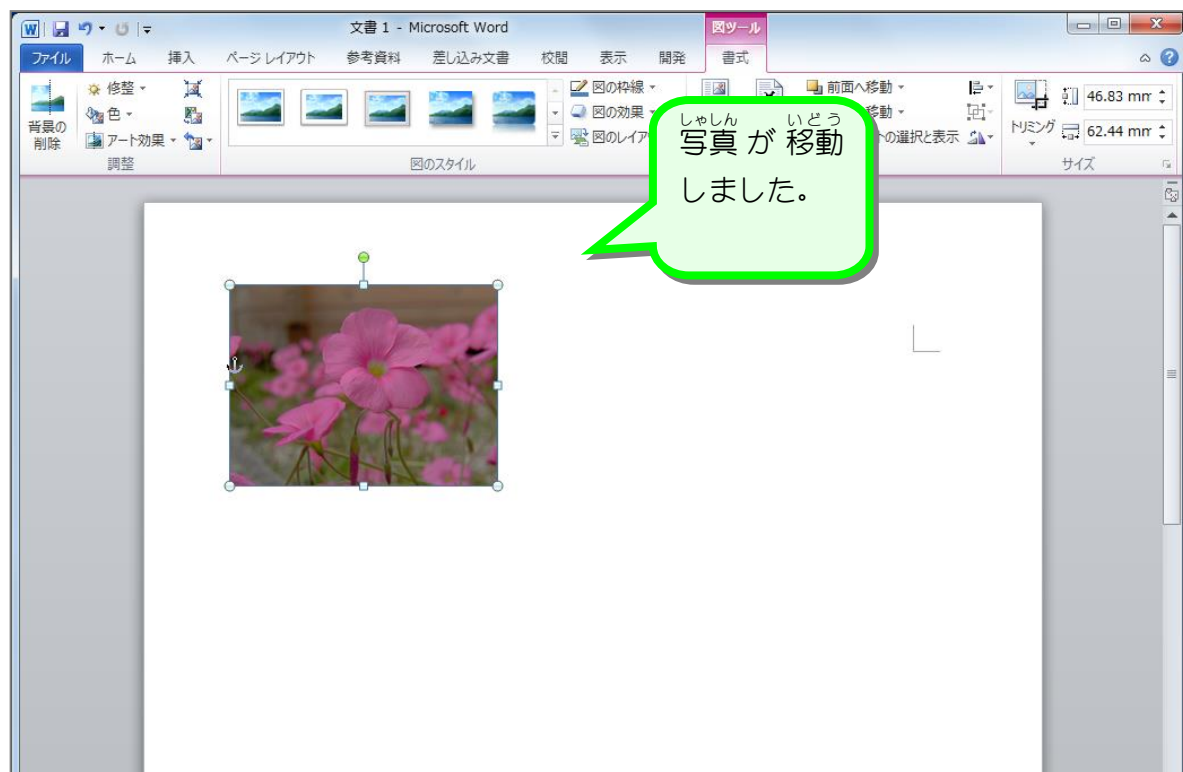 文書 1 - Microsoft Word
図ツール
ファイル ホーム 挿入 ページ レイアウト 参考資料 差し込み文書 校閲 表示 開発 書式
背景の
削除
修整
色
アート効果
調整
図のスタイル
図の枠線
図の効果
図のレイア
前面へ移動
移動
の選択と表示
トリミング
46.83 mm
62.44 mm
サイズ
しゃしん いどう
写真 が 移動
しました。